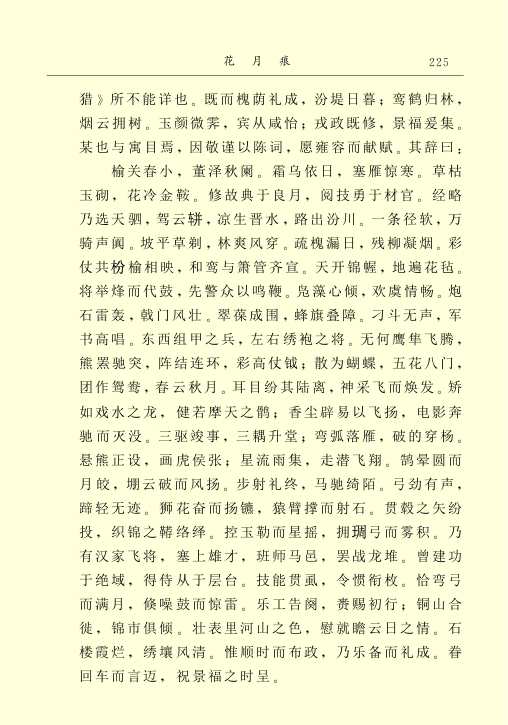 花 月 痕 225
猎》所不能详也。既而槐荫礼成，汾堤日暮；鸾鹤归林，
烟云拥树。玉颜微霁，宾从咸怡；戎政既修，景福爰集。
某也与寓目焉，因敬谨以陈词，愿雍容而献赋。其辞曰：
榆关春小，董泽秋阑。霜乌依日，塞雁惊寒。草枯
玉砌，花冷金鞍。修故典于良月，阅技勇于材官。经略
乃选天驷，驾云軿，凉生晋水，路出汾川。一条径软，万
骑声阗。坡平草剃，林爽风穿。疏槐漏日，残柳凝烟。彩
仗共枌榆相映，和鸾与箫管齐宣。天开锦幄，地遍花毡。
将举烽而代鼓，先警众以鸣鞭。凫藻心倾，欢虞情畅。炮
石雷轰，戟门风壮。翠葆成围，蜂旗叠障。刁斗无声，军
书高唱。东西组甲之兵，左右绣袍之将。无何鹰隼飞腾，
熊罴驰突，阵结连环，彩高仗钺；散为蝴蝶，五花八门，
团作鸳鸯，春云秋月。耳目纷其陆离，神采飞而焕发。矫
如戏水之龙，健若摩天之鹘；香尘辟易以飞扬，电影奔
驰而灭没。三驱竣事，三耦升堂；弯弧落雁，破的穿杨。
悬熊正设，画虎侯张；星流雨集，走潜飞翔。鹄晕圆而
月皎，堋云破而风扬。步射礼终，马驰绮陌。弓劲有声，
蹄轻无迹。狮花奋而扬镳，猿臂撑而射石。贯毂之矢纷
投，织锦之鞯络绎。控玉勒而星摇，拥琱弓而雾积。乃
有汉家飞将，塞上雄才，班师马邑，罢战龙堆。曾建功
于绝域，得侍从于层台。技能贯虱，令惯衔枚。恰弯弓
而满月，倏噪鼓而惊雷。乐工告阕，赉赐初行；铜山合
徙，锦市俱倾。壮表里河山之色，慰就瞻云日之情。石
楼霞烂，绣壤风清。惟顺时而布政，乃乐备而礼成。眷
回车而言迈，祝景福之时呈。